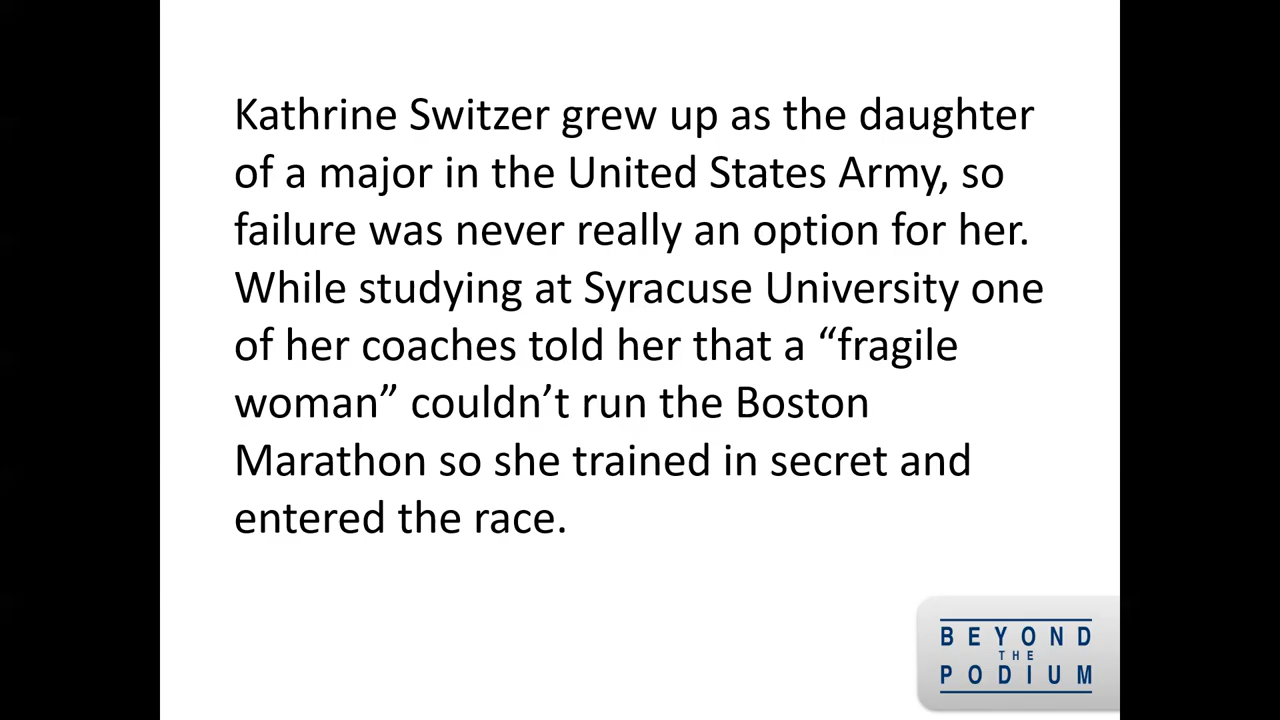 Kathrine Switzer grew up as the daughter
of a major in the United States Army, so
failure was never really an option for her.
While studying at Syracuse University one
of her coaches told her that a “fragile
woman” couldn’t run the Boston
Marathon so she trained in secret and
entered the race.
BEYOND
THE
PODIUM